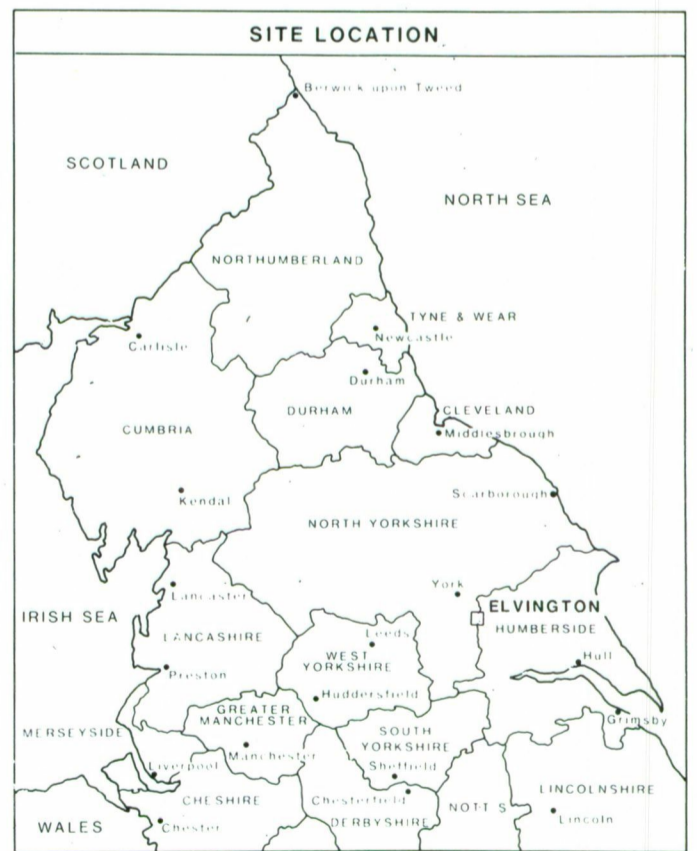 SITE LOCATION
Berwick upon Tweed
SCOTLAND
NORTH SEA
NORTHUMBERLAND
TYNE & WEAR
Newcastle
Carlisle
Durham
DURHAM
CLEVELAND
CUMBRIA
Middlesbrough
Kendal
Scarborough
NORTH YORKSHIRE
York
Lancaster
ELVINGTON
IRISH SEA
HUMBERSIDE
LANCASHIRE
Leeds
WEST
YORKSHIRE
Hull
Preston
Huddersfield
GREATER
MANCHESTER
Grimsby
MERSEYSIDE
SOUTH
YORKSHIRE
Manchester
Liverpool
Sheffield
CHESHIRE
Chesterfield
LINCOLNSHIRE
NOTTS
DERBYSHIRE
Lincoln
WALES
Chester